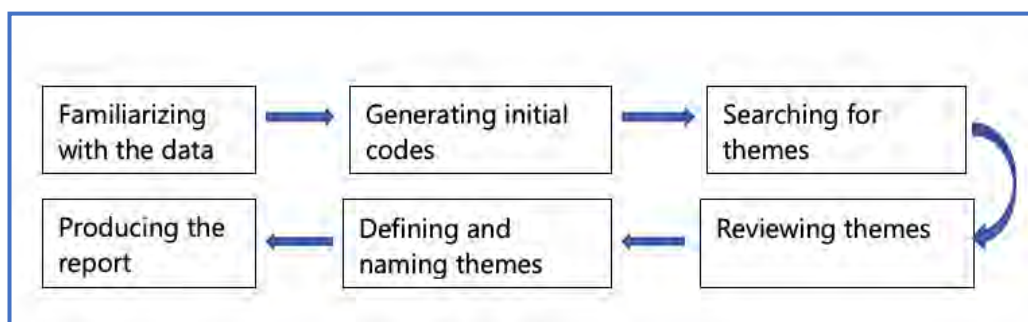 Familiarizing
with the data
Generating initial
codes
Searching for
themes
Reviewing themes
Defining and
naming themes
Producing the
report